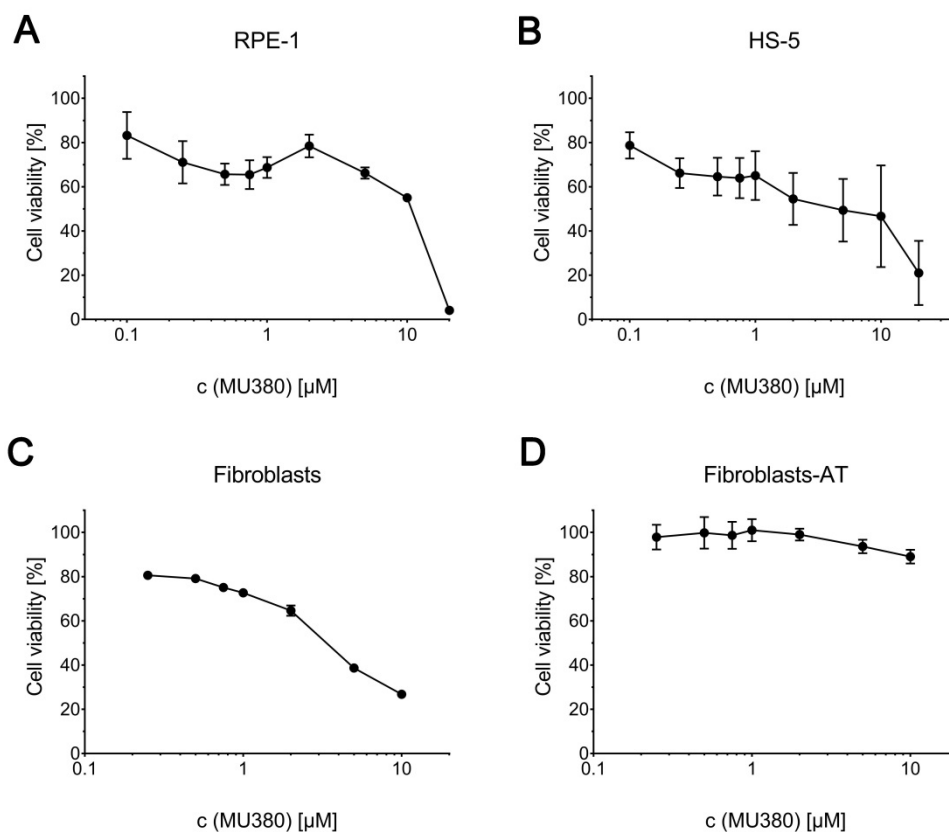 A
RPE-1
Cell viability [%]
100
80
60
40
20
0
0.1
1
10
c (MU380) [µM]
B
HS-5
Cell viability [%]
100
80
60
40
20
0
0.1
1
10
c (MU380) [µM]
C
Fibroblasts
Cell viability [%]
100
80
60
40
20
0
0.1
1
10
c (MU380) [µM]
D
Fibroblasts-AT
Cell viability [%]
100
80
60
40
20
0
0.1
1
10
c (MU380) [µM]